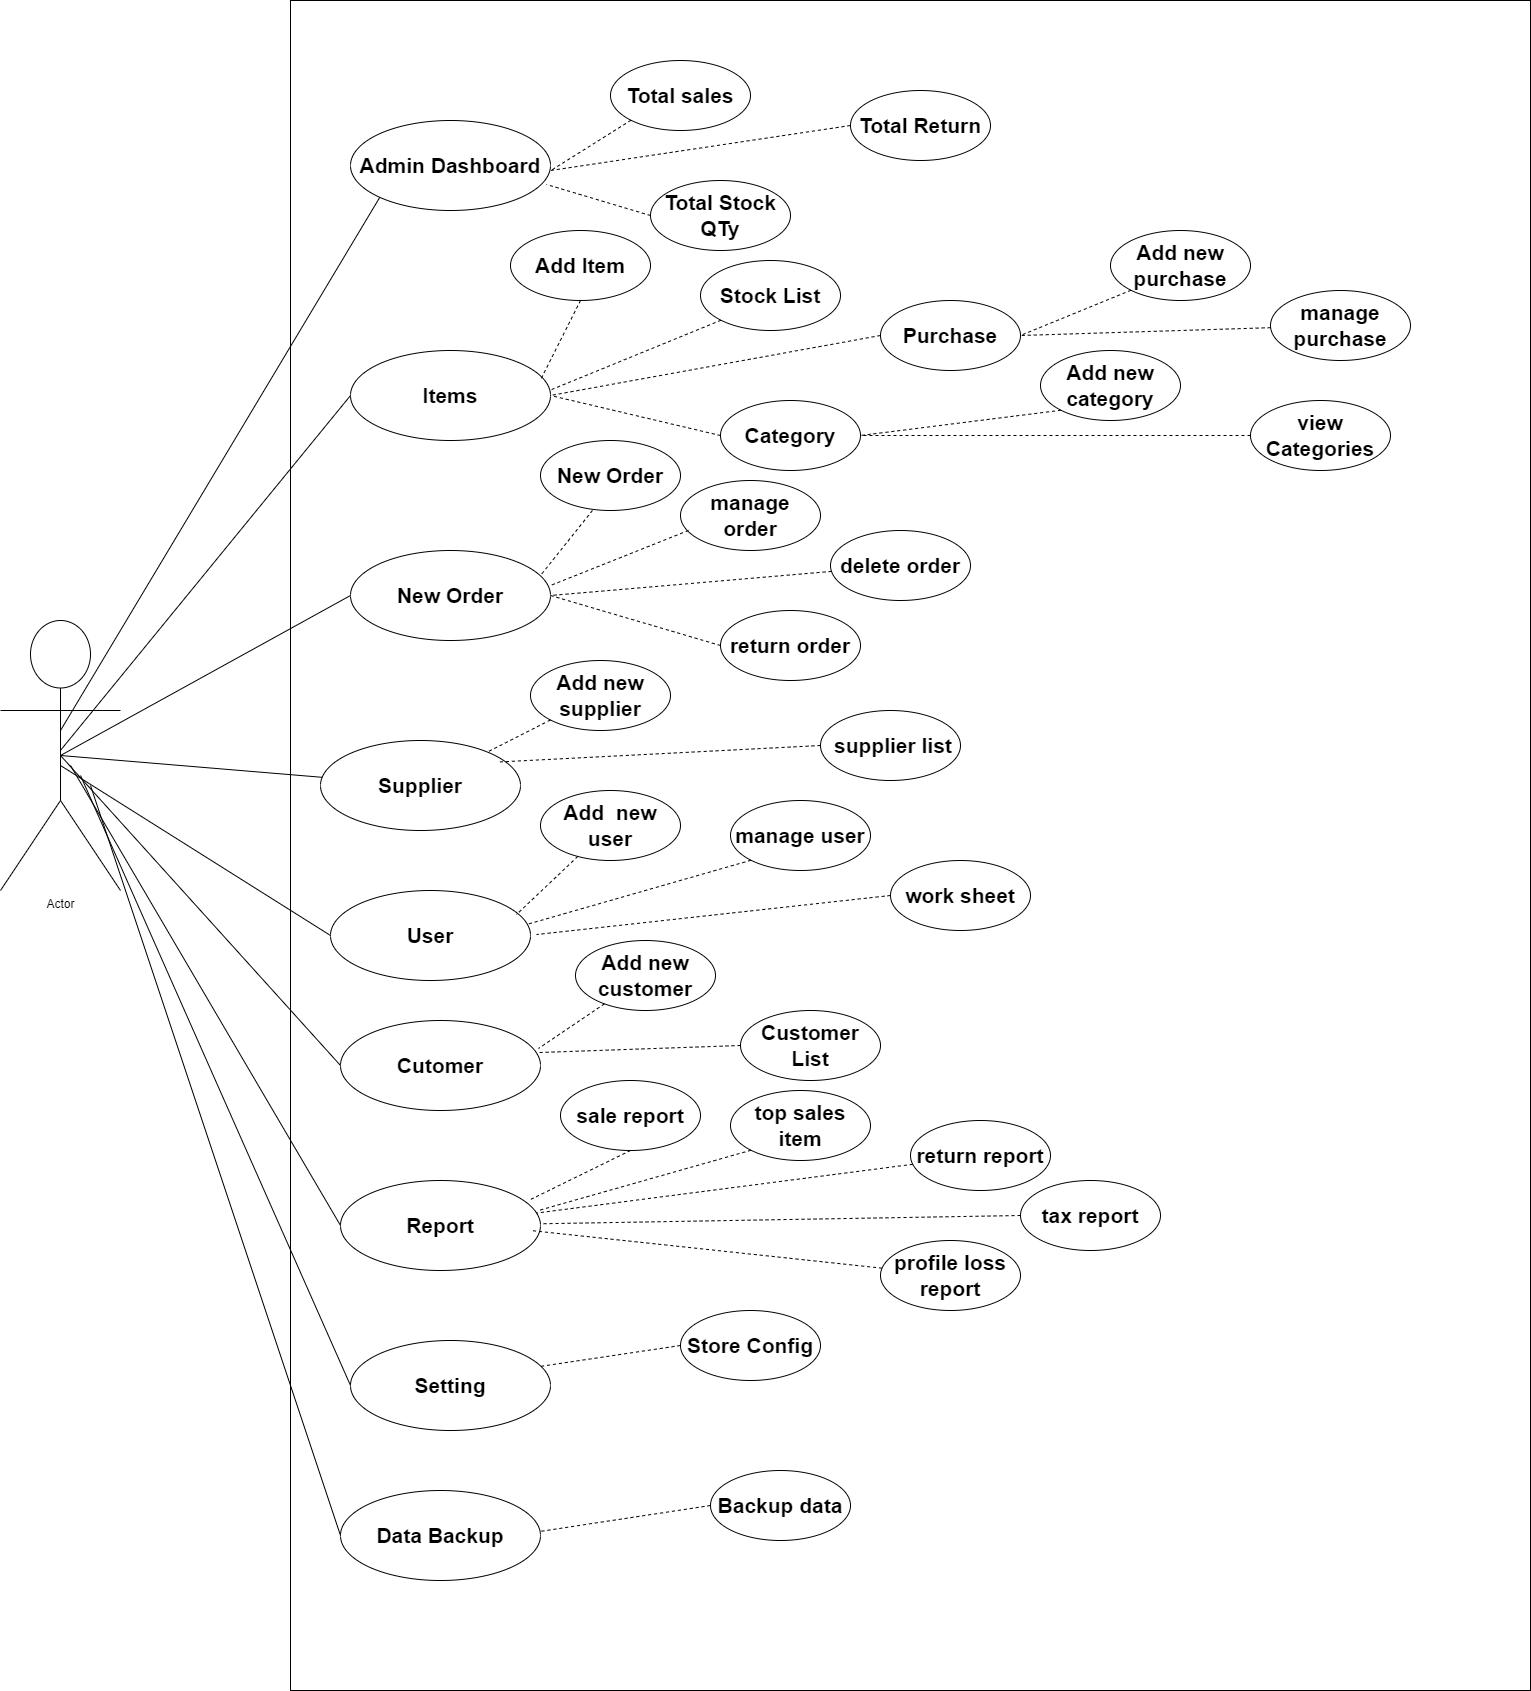 Total sales
Total Return
Admin Dashboard
Total Stock
QTy
Add Item
Stock List
Add new
purchase
Purchase
manage
purchase
Items
Add new
category
Category
view
Categories
New Order
manage
order
delete order
New Order
return order
Add new
supplier
supplier list
Supplier
Add  new
user
manage user
work sheet
User
Actor
Add new
customer
Customer
List
Cutomer
sale report
top sales
item
return report
tax report
Report
profile loss
report
Store Config
Setting
Backup data
Data Backup